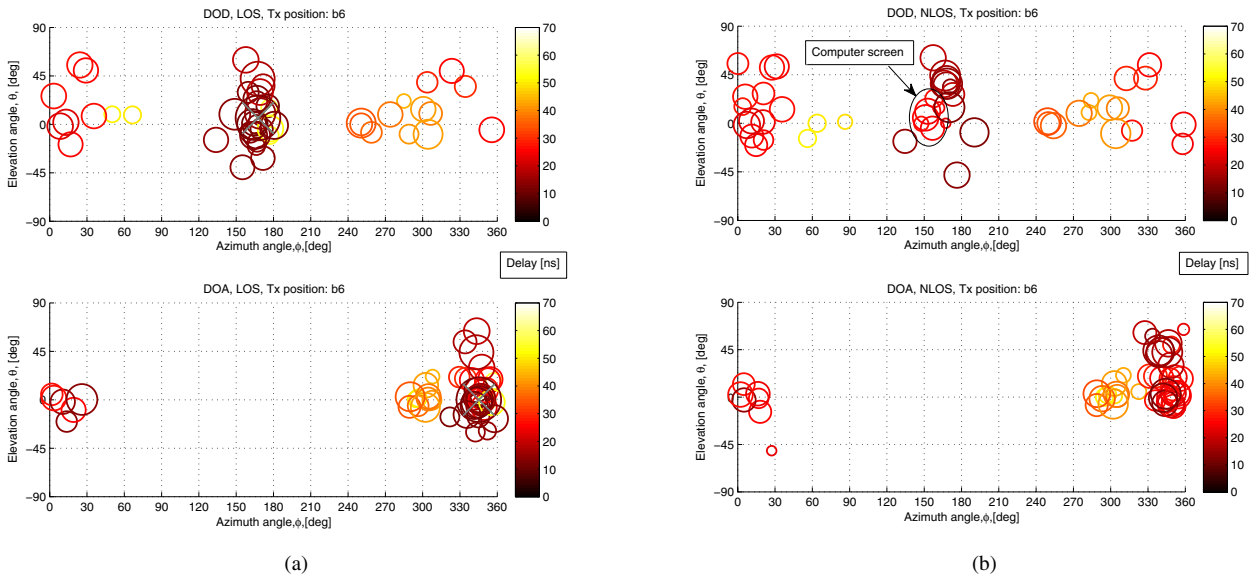 DOD, LOS, Tx position: b6
90
45
0
−45
−90
Elevation angle, θ, [deg]
0 30 60 90 120 150 180 210 240 270 300 330 360
Azimuth angle,ϕ,[deg]
70
60
50
40
30
20
10
0
Delay [ns]
DOA, LOS, Tx position: b6
90
45
0
−45
−90
Elevation angle, θ, [deg]
0 30 60 90 120 150 180 210 240 270 300 330 360
Azimuth angle,ϕ,[deg]
70
60
50
40
30
20
10
0
(a)
DOD, NLOS, Tx position: b6
Computer screen
90
45
0
−45
−90
Elevation angle, θ, [deg]
0 30 60 90 120 150 180 210 240 270 300 330 360
Azimuth angle,ϕ,[deg]
70
60
50
40
30
20
10
0
Delay [ns]
DOA, NLOS, Tx position: b6
90
45
0
−45
−90
Elevation angle, θ, [deg]
0 30 60 90 120 150 180 210 240 270 300 330 360
Azimuth angle,ϕ,[deg]
70
60
50
40
30
20
10
0
(b)